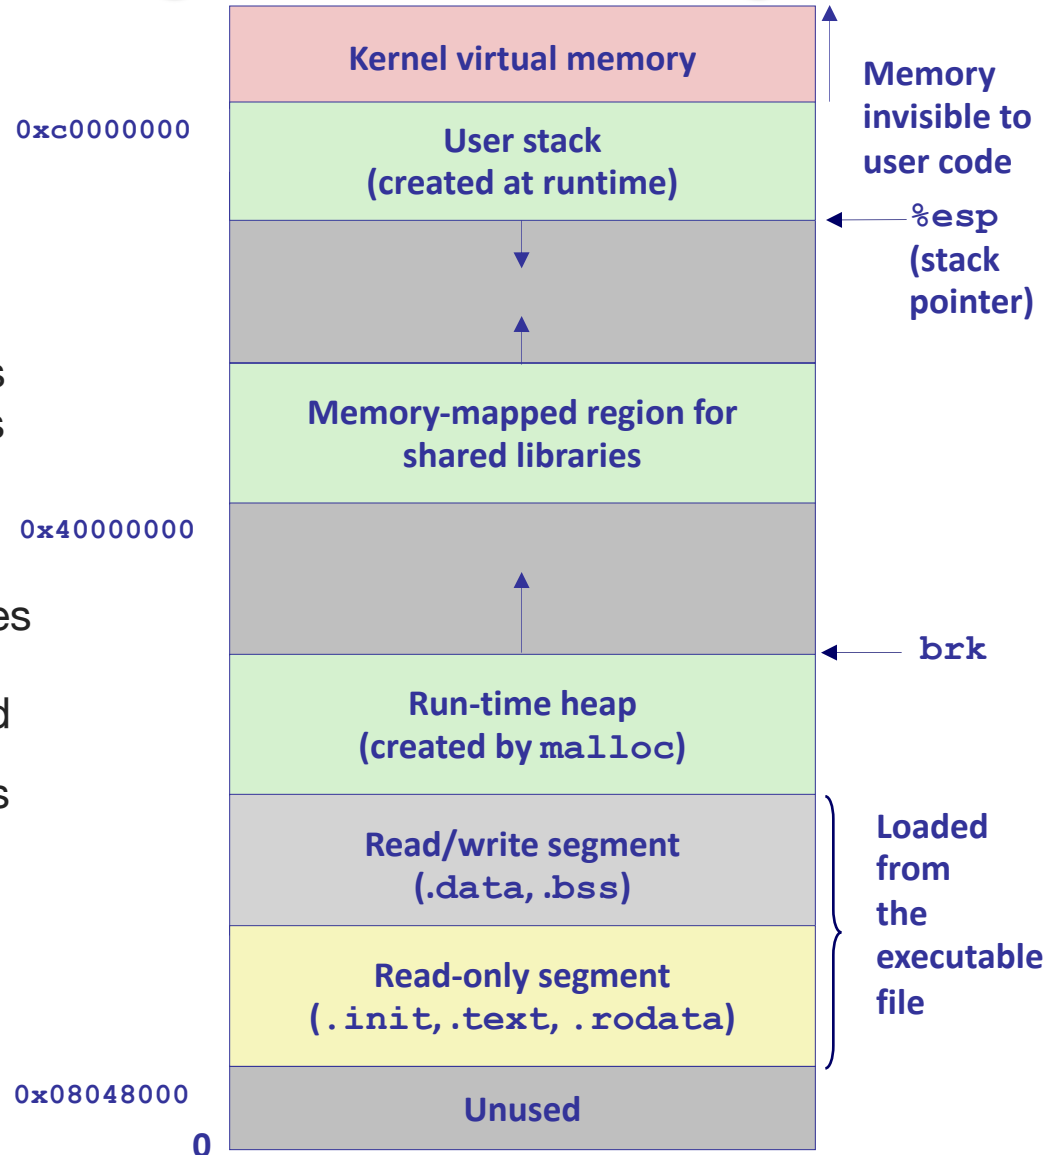 Kernel virtual memory
Memory
invisible to
user code
0xc0000000
User stack
(created at runtime)
%esp
(stack
pointer)
s
s
Memory-mapped region for
shared libraries
0x40000000
es
brk
d
Run-time heap
(created by malloc)
s
Read/write segment
(.data, .bss)
Loaded
from
the
executable
file
Read-only segment
(.init, .text, .rodata)
0x08048000
Unused
0